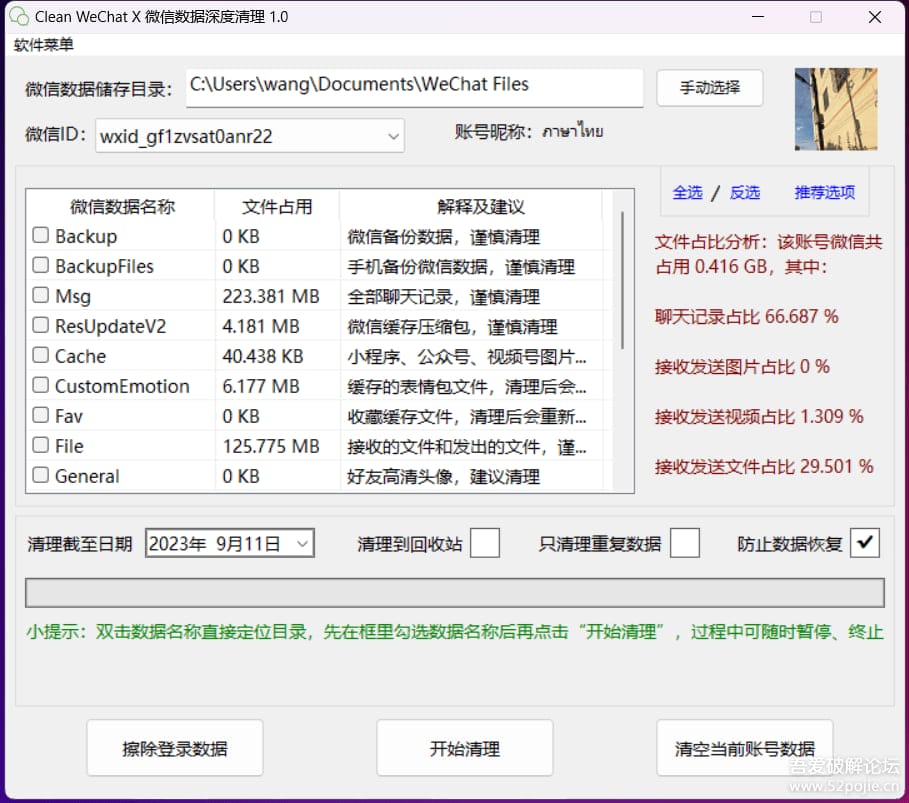 Clean WeChat X 微信数据深度清理 1.0
软件菜单
微信数据储存目录： C:\Users\wang\Documents\WeChat Files 手动选择
微信ID： wxid_gf1zvsat0anr22 账号昵称：ภาษาไทย
全选 / 反选 推荐选项
微信数据名称 文件占用 解释及建议
Backup 0 KB 微信备份数据，谨慎清理
BackupFiles 0 KB 手机备份微信数据，谨慎清理
Msg 223.381 MB 全部聊天记录，谨慎清理
ResUpdateV2 4.181 MB 微信缓存压缩包，谨慎清理
Cache 40.438 KB 小程序、公众号、视频号图片...
CustomEmotion 6.177 MB 缓存的表情包文件，清理后会...
Fav 0 KB 收藏缓存文件，清理后会重新...
File 125.775 MB 接收的文件和发出的文件，谨...
General 0 KB 好友高清头像，建议清理
文件占比分析：该账号微信共
占用 0.416 GB，其中：
聊天记录占比 66.687 %
接收发送图片占比 0 %
接收发送视频占比 1.309 %
接收发送文件占比 29.501 %
清理截至日期 2023年 9月11日 清理到回收站 只清理重复数据 防止数据恢复
小提示：双击数据名称直接定位目录，先在框里勾选数据名称后再点击“开始清理”，过程中可随时暂停、终止
擦除登录数据 开始清理 清空当前账号数据
吾爱破解论坛
www.52pojie.cn